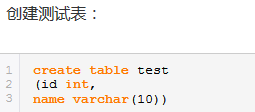 创建测试表：
1 create table test
2 (id int,
3 name varchar(10))